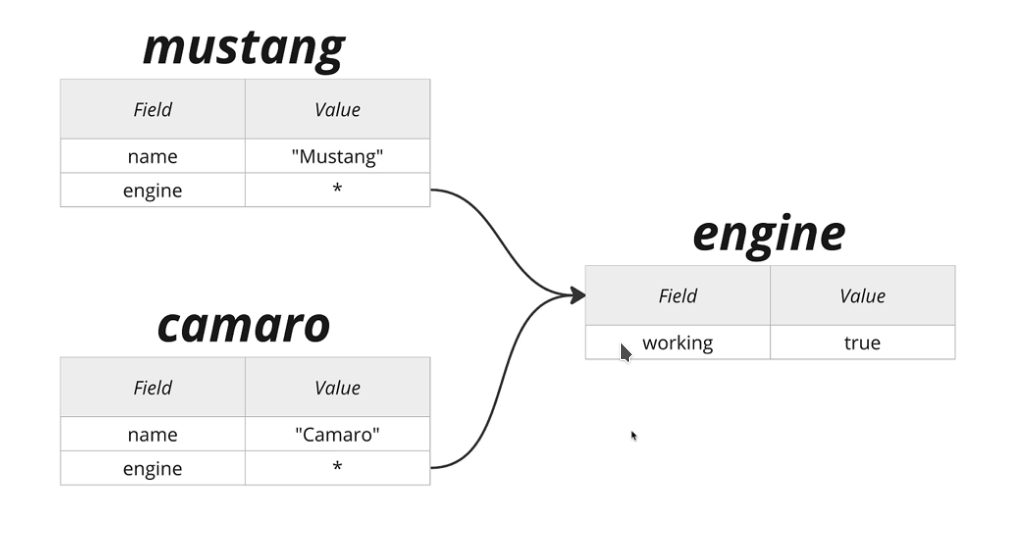 mustang
Field Value
name "Mustang"
engine *
camaro
Field Value
name "Camaro"
engine *
engine
Field Value
working true